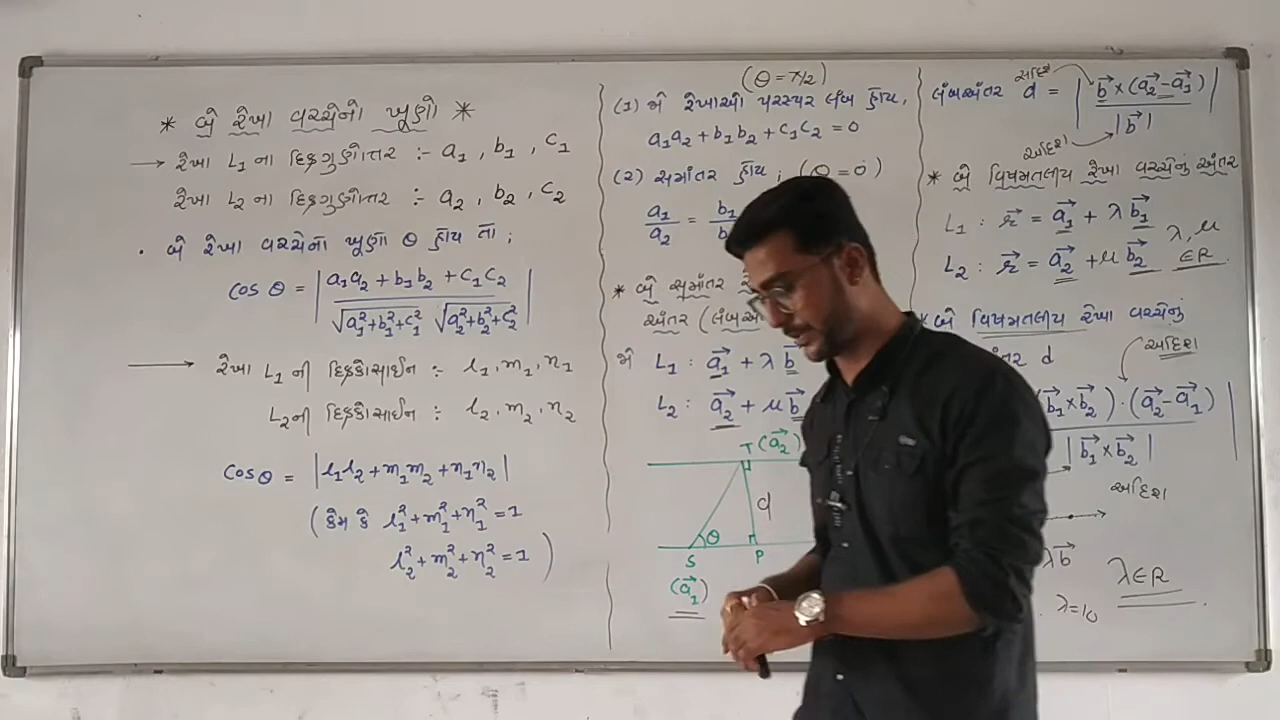 * બે રેખા વચ્ચેનો ખૂણો *
→ રેખા L₁ ના દિક્ગુણોત્તર :- a₁, b₁, c₁
રેખા L₂ ના દિક્ગુણોત્તર :- a₂, b₂, c₂
• બે રેખા વચ્ચેનો ખૂણો θ હોય તો ;
cos θ = | a₁a₂ + b₁b₂ + c₁c₂ / √a₁²+b₁²+c₁² √a₂²+b₂²+c₂² |
→ રેખા L₁ ની દિક્કોસાઈન :- l₁, m₁, n₁
L₂ની દિક્કોસાઈન :- l₂, m₂, n₂
cos θ = | l₁l₂ + m₁m₂ + n₁n₂ |
(કેમ કે l₁² + m₁² + n₁² = 1
l₂² + m₂² + n₂² = 1)
(θ = π/2)
(1) જો રેખાઓ પરસ્પર લંબ હોય,
a₁a₂ + b₁b₂ + c₁c₂ = 0
(2) સમાંતર હોય ; (θ = 0)
a₁/a₂ = b₁
* બે સમાંતર
અંતર
જો L₁ : a₁⃗ + λ b⃗
L₂ : a₂⃗ + μ b⃗
T (a₂⃗)
d
θ
S P
(a₁⃗)
સદિશ
લંબઅંતર d = | b⃗ × (a₂⃗ - a₁⃗) / |b⃗| |
અદિશ
* બે વિષમતલીય રેખા વચ્ચેનું અંતર
L₁ : r⃗ = a₁⃗ + λ b₁⃗
L₂ : r⃗ = a₂⃗ + μ b₂⃗
λ, μ ∈ R
* બે વિષમતલીય રેખા વચ્ચેનું
d
અદિશ
b₁⃗ × b₂⃗) · (a₂⃗ - a₁⃗) |
|b₁⃗ × b₂⃗|
અદિશ
λb⃗ λ∈R
λ=10